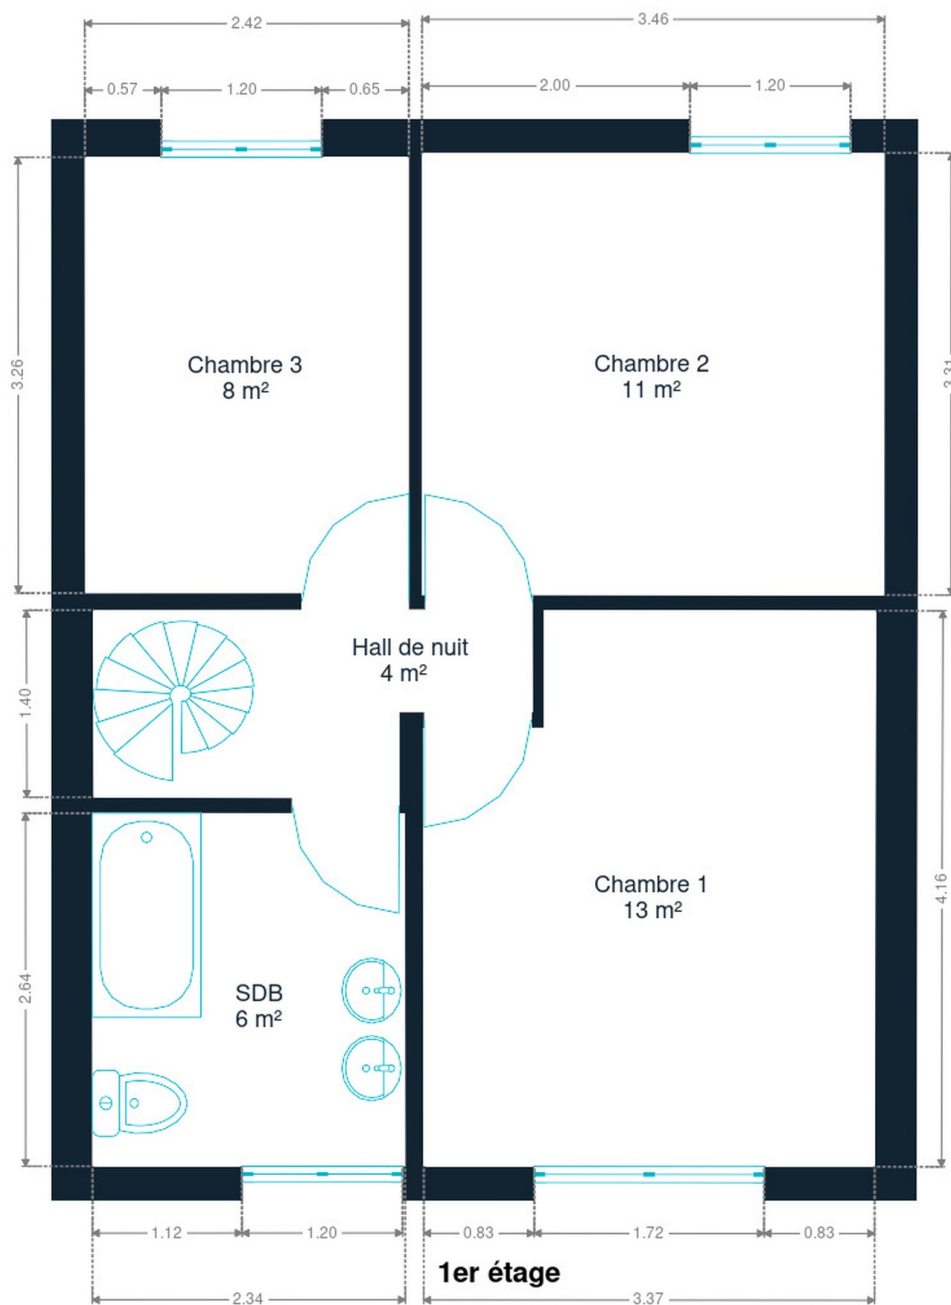 2.42
3.46
0.57
1.20
0.65
2.00
1.20
3.26
3.31
Chambre 3
8 m²
Chambre 2
11 m²
Hall de nuit
4 m²
1.40
Chambre 1
13 m²
4.16
2.64
SDB
6 m²
1.12
1.20
0.83
1.72
0.83
1er étage
2.34
3.37